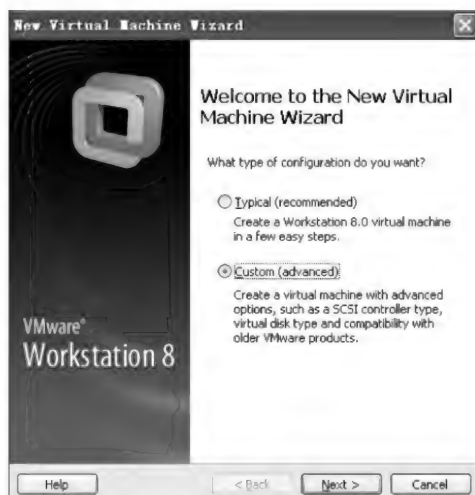 New Virtual Machine Wizard
Welcome to the New Virtual
Machine Wizard
What type of configuration do you want?
Typical (recommended)
Create a Workstation 8.0 virtual machine
in a few easy steps.
Custom (advanced)
Create a virtual machine with advanced
options, such as a SCSI controller type,
virtual disk type and compatibility with
older VMware products.
VMware®
Workstation 8
Help
< Back
Next >
Cancel